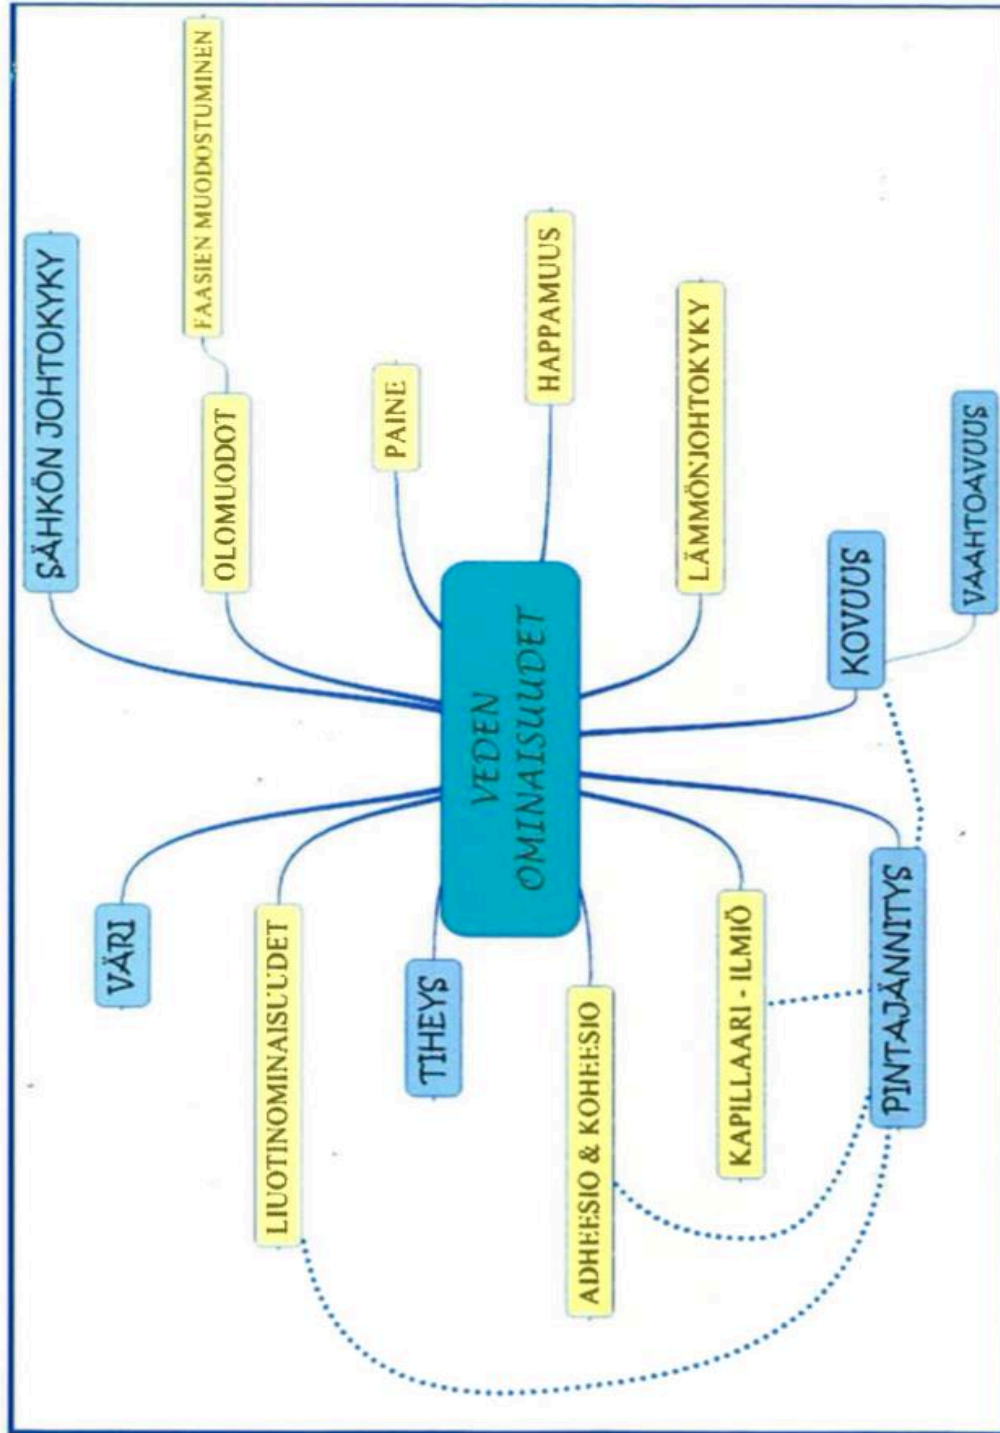 SÄHKÖN JOHTOKYKY
FAASIEN MUODOSTUMINEN
OLOMUODOT
PAINE
HAPPAMUUS
LÄMMÖNJOHTOKYKY
KOVUUS
VAAHTOAVUUS
VEDEN
OMINAISUUDET
VÄRI
LIUOTINOMINAISUUDET
TIHEYS
ADHEESIO & KOHEESIO
KAPILLAARI - ILMIÖ
PINTAJÄNNITYS